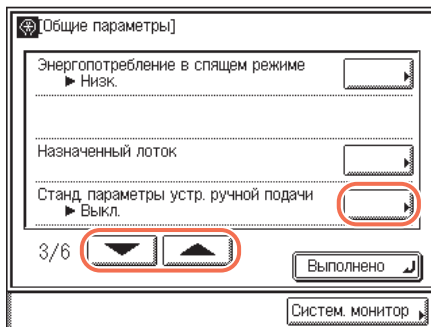 [Общие параметры]
Энергопотребление в спящем режиме
► Низк.
Назначенный лоток
Станд. параметры устр. ручной подачи
► Выкл.
3/6
Выполнено
Систем. монитор